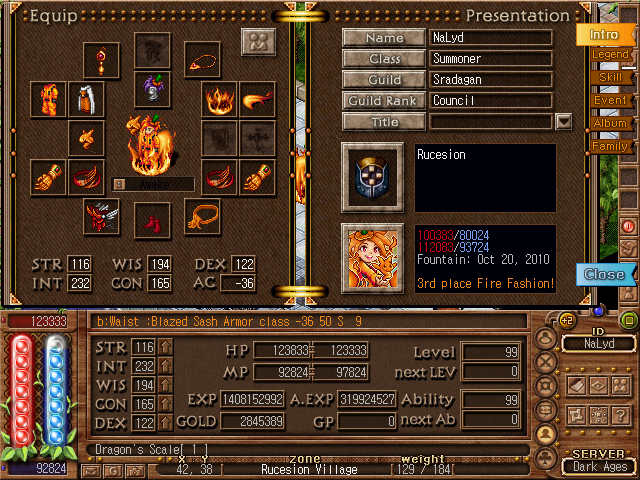 Equip
Presentation
Name NaLyd
Class Summoner
Guild Sradagan
Guild Rank Council
Title
Intro
Legend
Skill
Event
Album
Family
Awake
Rucesion
100383/80024
112083/93724
Fountain: Oct 20, 2010
3rd place Fire Fashion!
STR 116 WIS 194 DEX 122
INT 232 CON 165 AC -36
Close
123333
b:Waist :Blazed Sash Armor class -36 50 S 9
+2
ID
NaLyd
STR 116
INT 232
WIS 194
CON 165
DEX 122
HP 123833 123333
MP 92824 97824
EXP 1408152992 A.EXP 319924527
GOLD 2845389 GP 0
Level 99
next LEV 0
Ability 99
next Ab 0
Dragon's Scale[ 1 ]
X Y zone weight
42, 38 Rucesion Village 129 / 184
92824
SERVER
Dark Ages